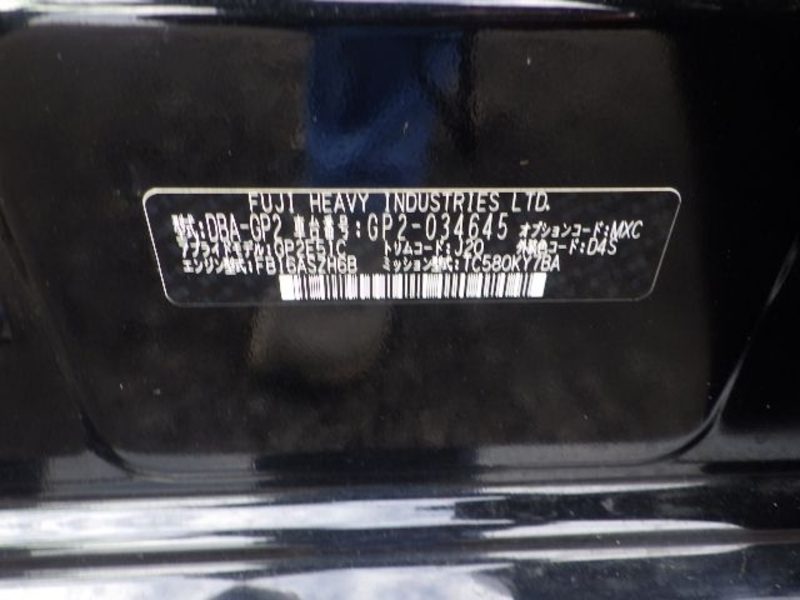 FUJI HEAVY INDUSTRIES LTD.
型式:DBA-GP2 車台番号:GP2-034645 オプションコード:MXC
アプライドモデル:GP2E51C トリムコード:J20 外装色コード:D4S
エンジン型式:FB16ASZH6B ミッション型式:TC580KY7BA